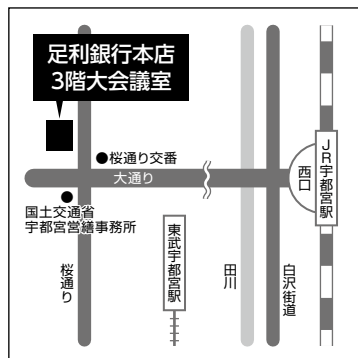 足利銀行本店
3階大会議室
●桜通り交番
大通り
国土交通省
宇都宮営繕事務所
桜通り
東武宇都宮駅
田川
白沢街道
西口
JR宇都宮駅